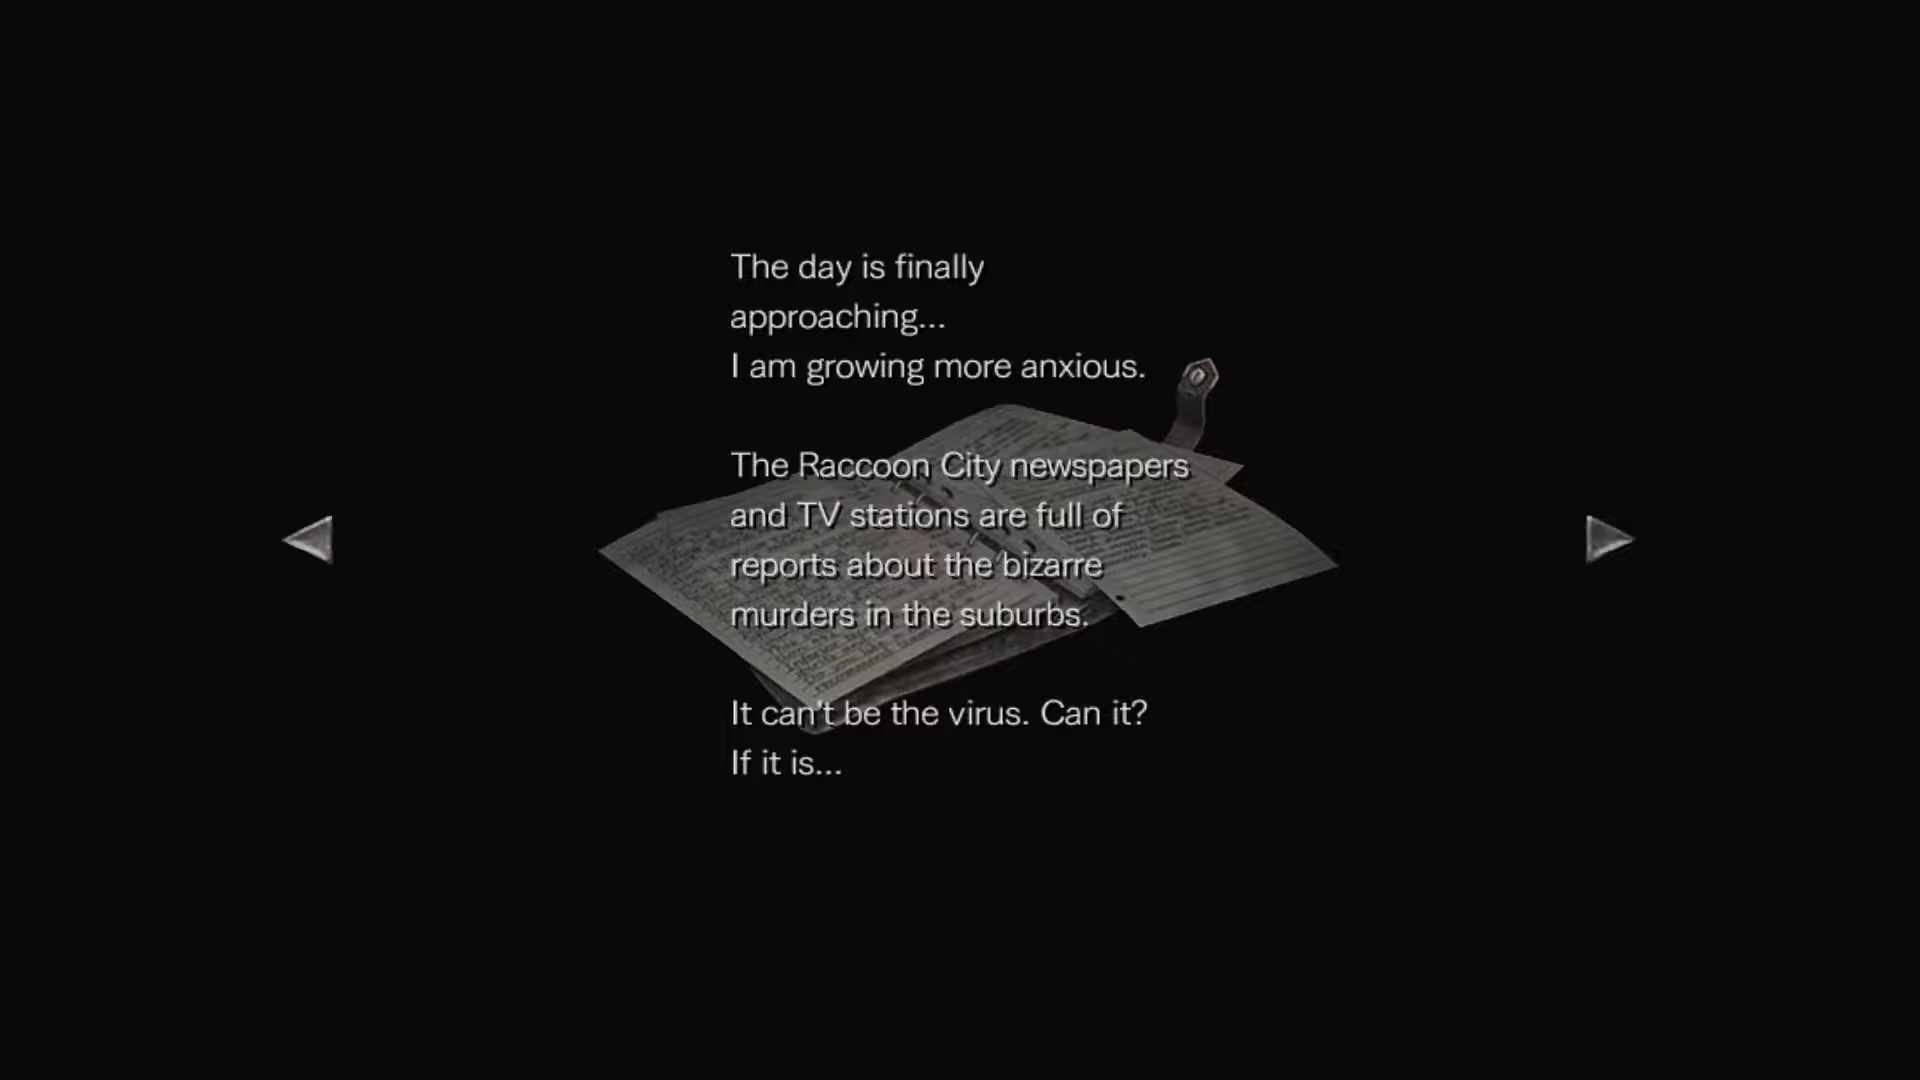 The day is finally
approaching...
I am growing more anxious.
The Raccoon City newspapers
and TV stations are full of
reports about the bizarre
murders in the suburbs.
It can't be the virus. Can it?
If it is...